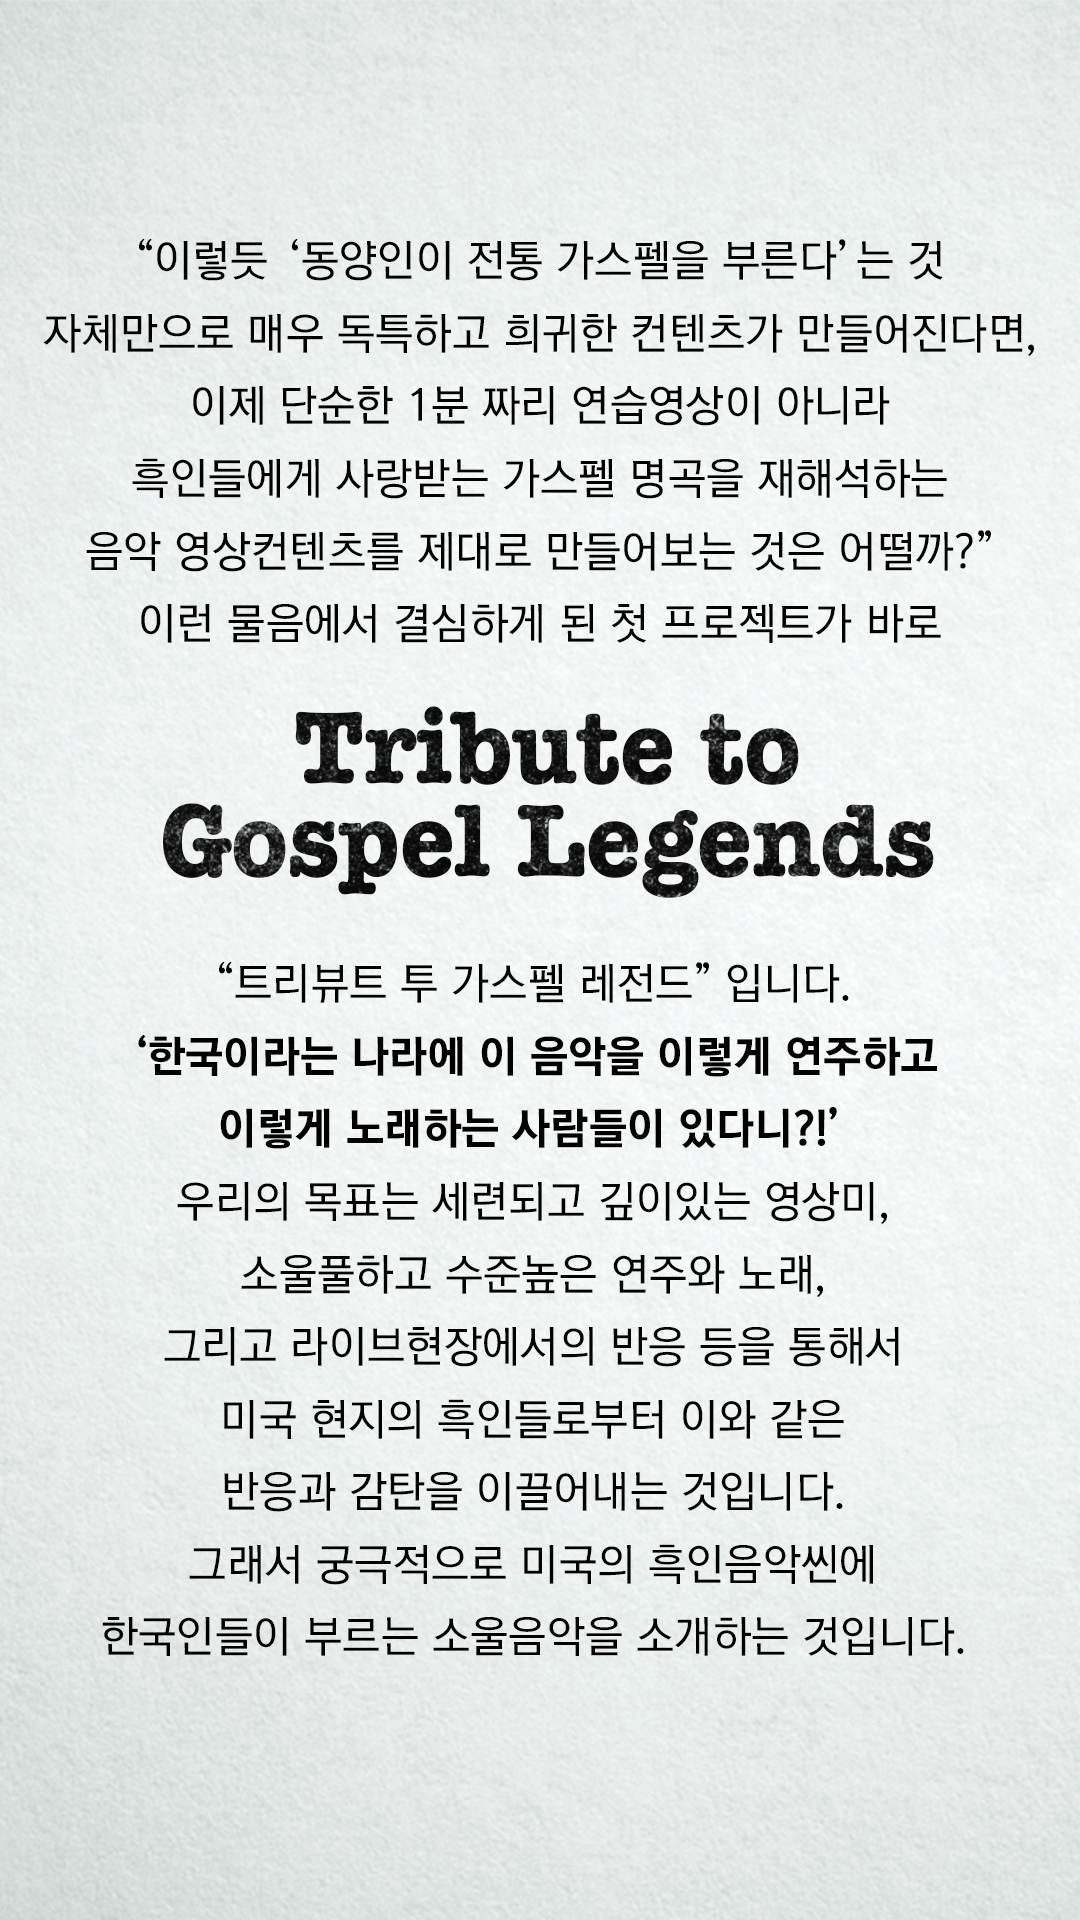 “이렇듯 ‘동양인이 전통 가스펠을 부른다’ 는 것
자체만으로 매우 독특하고 희귀한 컨텐츠가 만들어진다면,
이제 단순한 1분 짜리 연습영상이 아니라
흑인들에게 사랑받는 가스펠 명곡을 재해석하는
음악 영상컨텐츠를 제대로 만들어보는 것은 어떨까?”
이런 물음에서 결심하게 된 첫 프로젝트가 바로
Tribute to
Gospel Legends
“트리뷰트 투 가스펠 레전드” 입니다.
‘한국이라는 나라에 이 음악을 이렇게 연주하고
이렇게 노래하는 사람들이 있다니?!’
우리의 목표는 세련되고 깊이있는 영상미,
소울풀하고 수준높은 연주와 노래,
그리고 라이브현장에서의 반응 등을 통해서
미국 현지의 흑인들로부터 이와 같은
반응과 감탄을 이끌어내는 것입니다.
그래서 궁극적으로 미국의 흑인음악씬에
한국인들이 부르는 소울음악을 소개하는 것입니다.